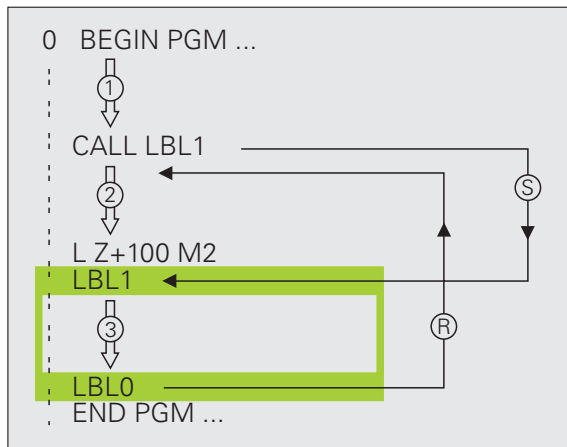 0 BEGIN PGM ...
1
CALL LBL1
S
2
L Z+100 M2
LBL1
3
R
LBL0
END PGM ...